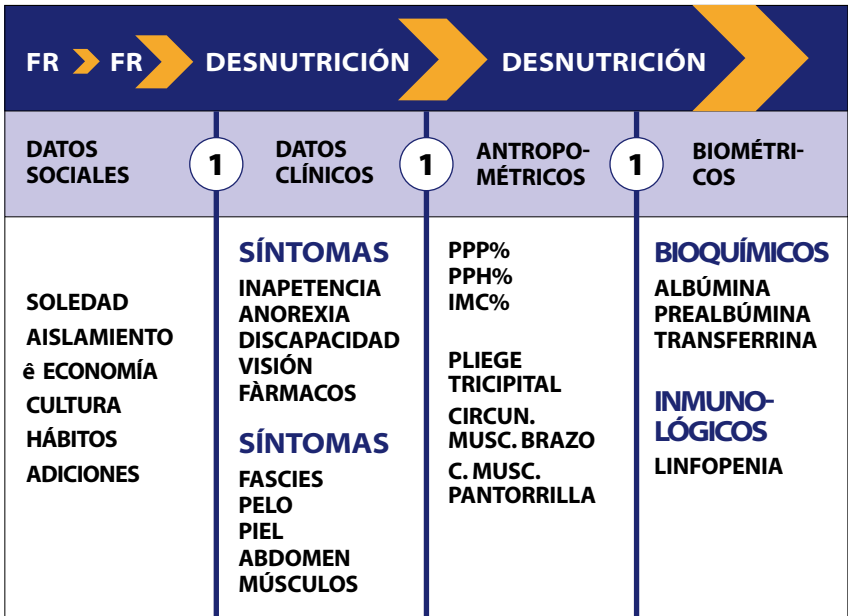 FR FR DESNUTRICIÓN DESNUTRICIÓN
DATOS
SOCIALES
1
DATOS
CLÍNICOS
1
ANTROPO-
MÉTRICOS
1
BIOMÉTRI-
COS
SOLEDAD
AISLAMIENTO
ê ECONOMÍA
CULTURA
HÁBITOS
ADICIONES
SÍNTOMAS
INAPETENCIA
ANOREXIA
DISCAPACIDAD
VISIÓN
FÀRMACOS
SÍNTOMAS
FASCIES
PELO
PIEL
ABDOMEN
MÚSCULOS
PPP%
PPH%
IMC%
PLIEGE
TRICIPITAL
CIRCUN.
MUSC. BRAZO
C. MUSC.
PANTORRILLA
BIOQUÍMICOS
ALBÚMINA
PREALBÚMINA
TRANSFERRINA
INMUNO-
LÓGICOS
LINFOPENIA